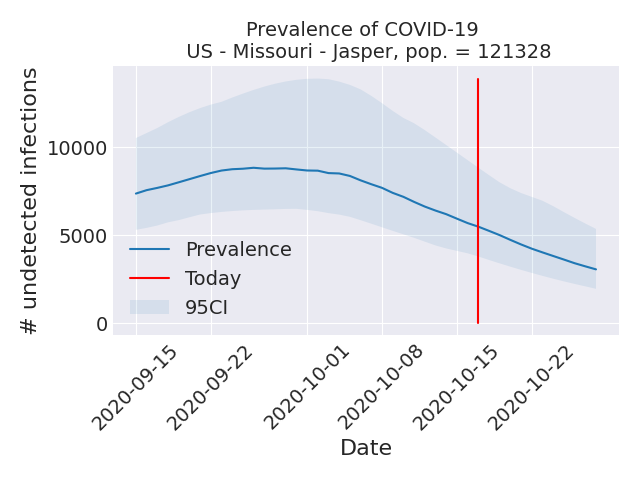 Prevalence of COVID-19
US - Missouri - Jasper, pop. = 121328
# undetected infections
10000
5000
0
Prevalence
Today
95CI
2020-09-15
2020-09-22
2020-10-01
2020-10-08
2020-10-15
2020-10-22
Date